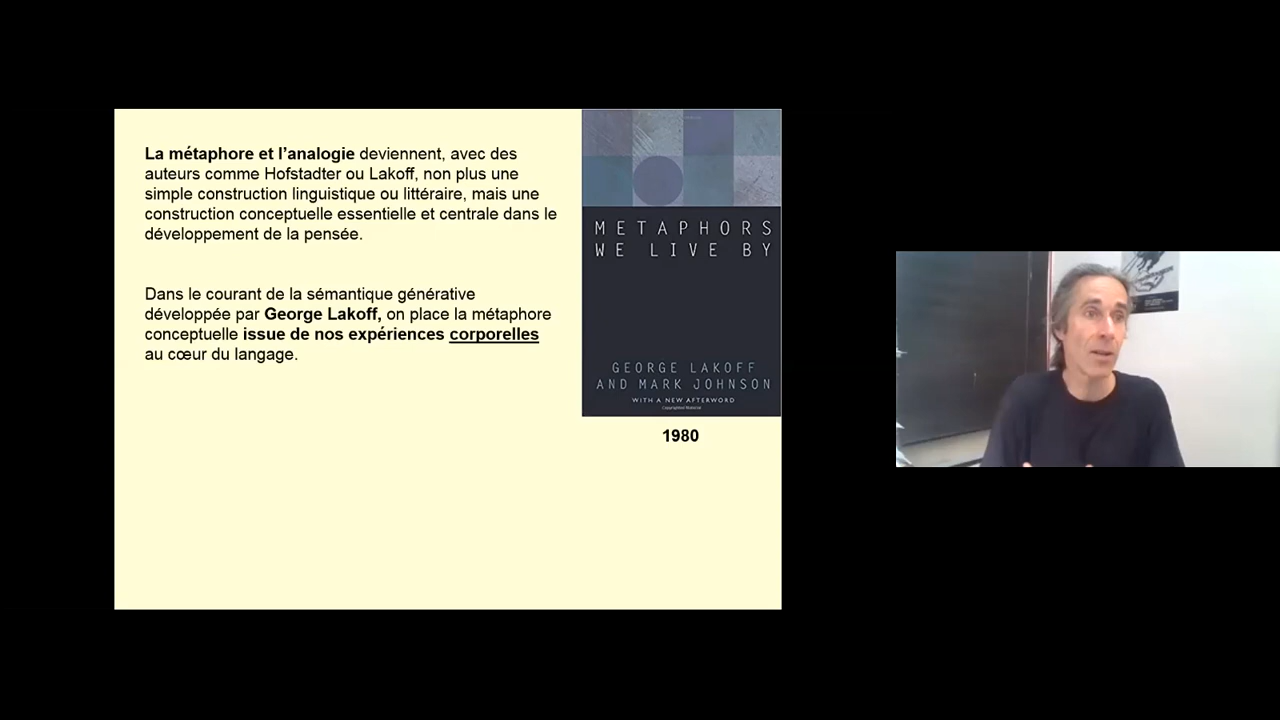 La métaphore et l’analogie deviennent, avec des
auteurs comme Hofstadter ou Lakoff, non plus une
simple construction linguistique ou littéraire, mais une
construction conceptuelle essentielle et centrale dans le
développement de la pensée.
Dans le courant de la sémantique générative
développée par George Lakoff, on place la métaphore
conceptuelle issue de nos expériences corporelles
au cœur du langage.
METAPHORS
WE LIVE BY
GEORGE LAKOFF
AND MARK JOHNSON
WITH A NEW AFTERWORD
Copyrighted Material
1980